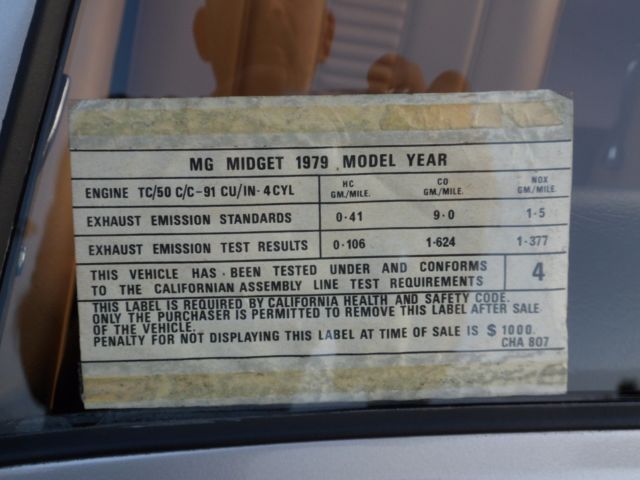 MG MIDGET 1979 MODEL YEAR
ENGINE TC/50 C/C-91 CU/IN-4 CYL HC GM./MILE. CO GM./MILE. NOX GM./MILE.
EXHAUST EMISSION STANDARDS 0·41 9·0 1·5
EXHAUST EMISSION TEST RESULTS 0·106 1·624 1·377
THIS VEHICLE HAS BEEN TESTED UNDER AND CONFORMS
TO THE CALIFORNIAN ASSEMBLY LINE TEST REQUIREMENTS 4
THIS LABEL IS REQUIRED BY CALIFORNIA HEALTH AND SAFETY CODE.
ONLY THE PURCHASER IS PERMITTED TO REMOVE THIS LABEL AFTER SALE
OF THE VEHICLE.
PENALTY FOR NOT DISPLAYING THIS LABEL AT TIME OF SALE IS $1000.
CHA 807